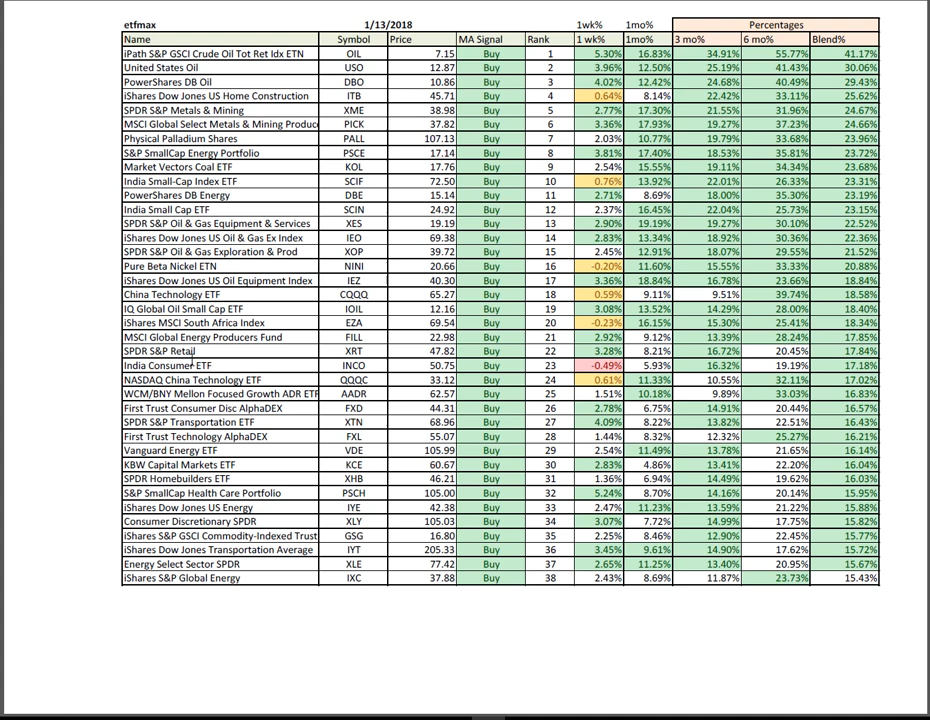 etfmax 1/13/2018 1wk% 1mo% Percentages
Name Symbol Price MA Signal Rank 1 wk% 1mo% 3 mo% 6 mo% Blend%
iPath S&P GSCI Crude Oil Tot Ret Idx ETN OIL 7.15 Buy 1 5.30% 16.83% 34.91% 55.77% 41.17%
United States Oil USO 12.87 Buy 2 3.96% 12.50% 25.19% 41.43% 30.06%
PowerShares DB Oil DBO 10.86 Buy 3 4.02% 12.42% 24.68% 40.49% 29.43%
iShares Dow Jones US Home Construction ITB 45.71 Buy 4 0.64% 8.14% 22.42% 33.11% 25.62%
SPDR S&P Metals & Mining XME 38.98 Buy 5 2.77% 17.30% 21.55% 31.96% 24.67%
MSCI Global Select Metals & Mining Produc PICK 37.82 Buy 6 3.36% 17.93% 19.27% 37.23% 24.66%
Physical Palladium Shares PALL 107.13 Buy 7 2.03% 10.77% 19.79% 33.68% 23.96%
S&P SmallCap Energy Portfolio PSCE 17.14 Buy 8 3.81% 17.40% 18.53% 35.81% 23.72%
Market Vectors Coal ETF KOL 17.76 Buy 9 2.54% 15.55% 19.11% 34.34% 23.68%
India Small-Cap Index ETF SCIF 72.50 Buy 10 0.76% 13.92% 22.01% 26.33% 23.31%
PowerShares DB Energy DBE 15.14 Buy 11 2.71% 8.69% 18.00% 35.30% 23.19%
India Small Cap ETF SCIN 24.92 Buy 12 2.37% 16.45% 22.04% 25.73% 23.15%
SPDR S&P Oil & Gas Equipment & Services XES 19.19 Buy 13 2.90% 19.19% 19.27% 30.10% 22.52%
iShares Dow Jones US Oil & Gas Ex Index IEO 69.38 Buy 14 2.83% 13.34% 18.92% 30.36% 22.36%
SPDR S&P Oil & Gas Exploration & Prod XOP 39.72 Buy 15 2.45% 12.91% 18.07% 29.55% 21.52%
Pure Beta Nickel ETN NINI 20.66 Buy 16 -0.20% 11.60% 15.55% 33.33% 20.88%
iShares Dow Jones US Oil Equipment Index IEZ 40.30 Buy 17 3.36% 18.84% 16.78% 23.66% 18.84%
China Technology ETF CQQQ 65.27 Buy 18 0.59% 9.11% 9.51% 39.74% 18.58%
IQ Global Oil Small Cap ETF IOIL 12.16 Buy 19 3.08% 13.52% 14.29% 28.00% 18.40%
iShares MSCI South Africa Index EZA 69.54 Buy 20 -0.23% 16.15% 15.30% 25.41% 18.34%
MSCI Global Energy Producers Fund FILL 22.98 Buy 21 2.92% 9.12% 13.39% 28.24% 17.85%
SPDR S&P Retail XRT 47.82 Buy 22 3.28% 8.21% 16.72% 20.45% 17.84%
India Consumer ETF INCO 50.75 Buy 23 -0.49% 5.93% 16.32% 19.19% 17.18%
NASDAQ China Technology ETF QQQC 33.12 Buy 24 0.61% 11.33% 10.55% 32.11% 17.02%
WCM/BNY Mellon Focused Growth ADR ETF AADR 62.57 Buy 25 1.51% 10.18% 9.89% 33.03% 16.83%
First Trust Consumer Disc AlphaDEX FXD 44.31 Buy 26 2.78% 6.75% 14.91% 20.44% 16.57%
SPDR S&P Transportation ETF XTN 68.96 Buy 27 4.09% 8.22% 13.82% 22.51% 16.43%
First Trust Technology AlphaDEX FXL 55.07 Buy 28 1.44% 8.32% 12.32% 25.27% 16.21%
Vanguard Energy ETF VDE 105.99 Buy 29 2.54% 11.49% 13.78% 21.65% 16.14%
KBW Capital Markets ETF KCE 60.67 Buy 30 2.83% 4.86% 13.41% 22.20% 16.04%
SPDR Homebuilders ETF XHB 46.21 Buy 31 1.36% 6.94% 14.49% 19.62% 16.03%
S&P SmallCap Health Care Portfolio PSCH 105.00 Buy 32 5.24% 8.70% 14.16% 20.14% 15.95%
iShares Dow Jones US Energy IYE 42.38 Buy 33 2.47% 11.23% 13.59% 21.22% 15.88%
Consumer Discretionary SPDR XLY 105.03 Buy 34 3.07% 7.72% 14.99% 17.75% 15.82%
iShares S&P GSCI Commodity-Indexed Trust GSG 16.80 Buy 35 2.25% 8.46% 12.90% 22.45% 15.77%
iShares Dow Jones Transportation Average IYT 205.33 Buy 36 3.45% 9.61% 14.90% 17.62% 15.72%
Energy Select Sector SPDR XLE 77.42 Buy 37 2.65% 11.25% 13.40% 20.95% 15.67%
iShares S&P Global Energy IXC 37.88 Buy 38 2.43% 8.69% 11.87% 23.73% 15.43%